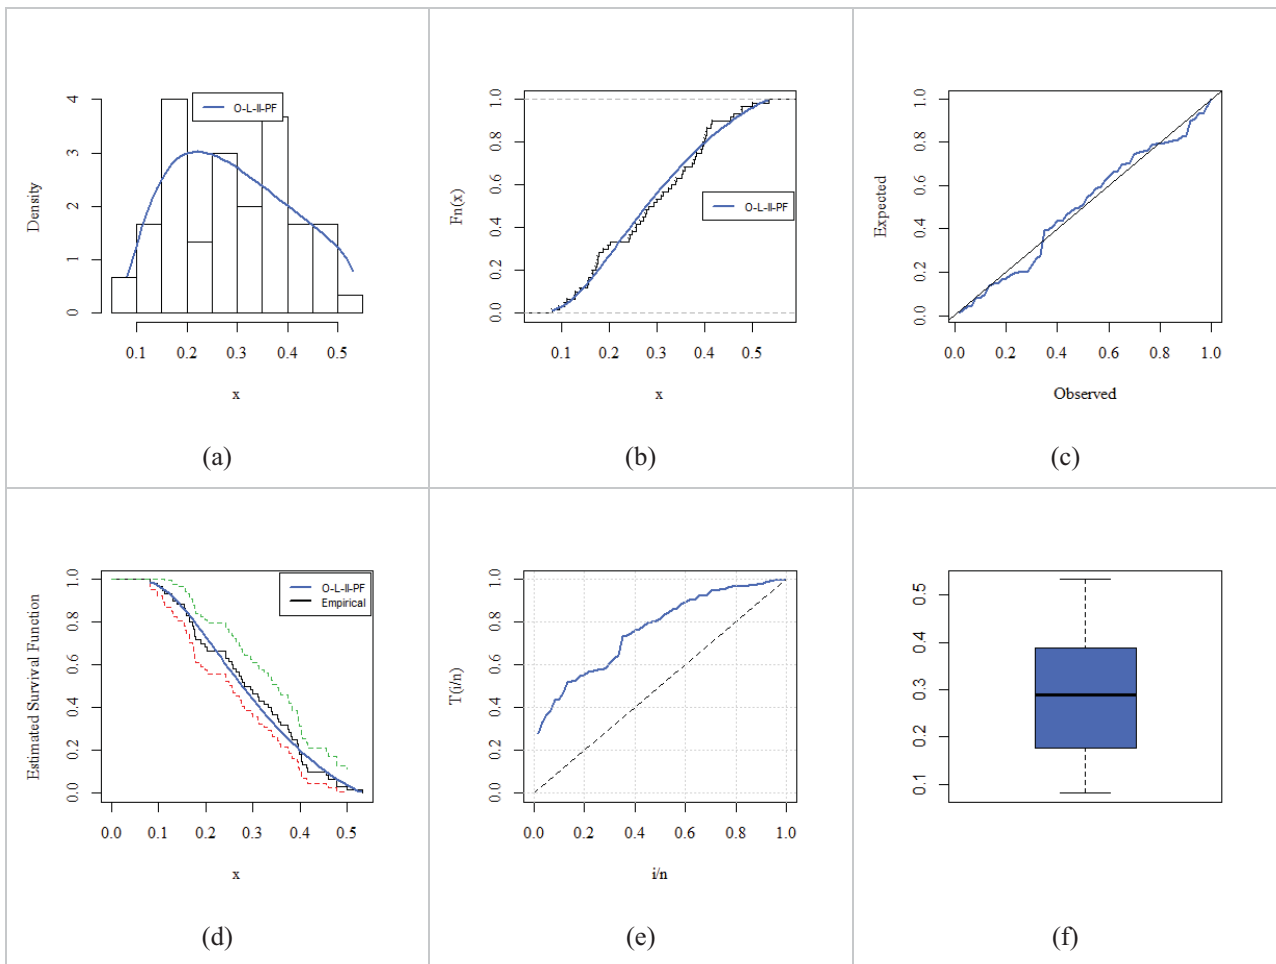 O-L-II-PF
Density
0 1 2 3 4
0.1 0.2 0.3 0.4 0.5
x
(a)
Fn(x)
0.0 0.2 0.4 0.6 0.8 1.0
O-L-II-PF
0.1 0.2 0.3 0.4 0.5
x
(b)
Expected
0.0 0.2 0.4 0.6 0.8 1.0
0.0 0.2 0.4 0.6 0.8 1.0
Observed
(c)
Estimated Survival Function
0.0 0.2 0.4 0.6 0.8 1.0
O-L-II-PF
Empirical
0.0 0.1 0.2 0.3 0.4 0.5
x
(d)
T(i/n)
0.0 0.2 0.4 0.6 0.8 1.0
0.0 0.2 0.4 0.6 0.8 1.0
i/n
(e)
0.1 0.2 0.3 0.4 0.5
(f)